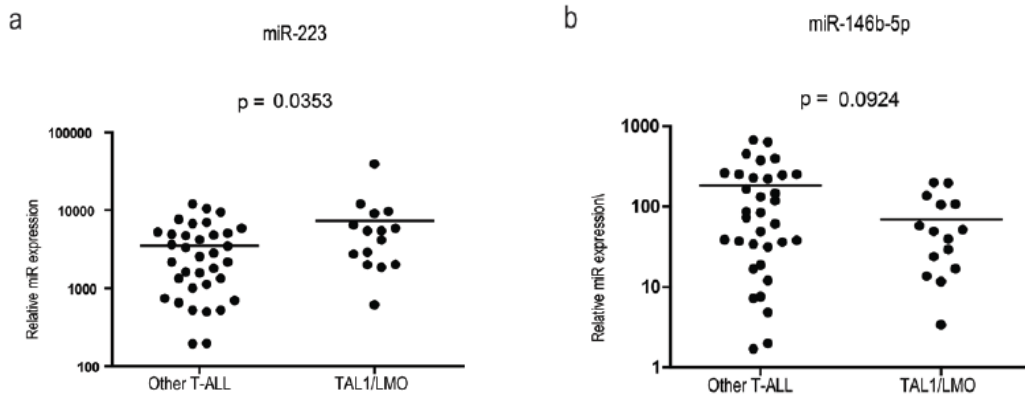 a
miR-223
p = 0.0353
Relative miR expression
100000
10000
1000
100
Other T-ALL
TAL1/LMO
b
miR-146b-5p
p = 0.0924
Relative miR expression\
1000
100
10
1
Other T-ALL
TAL1/LMO